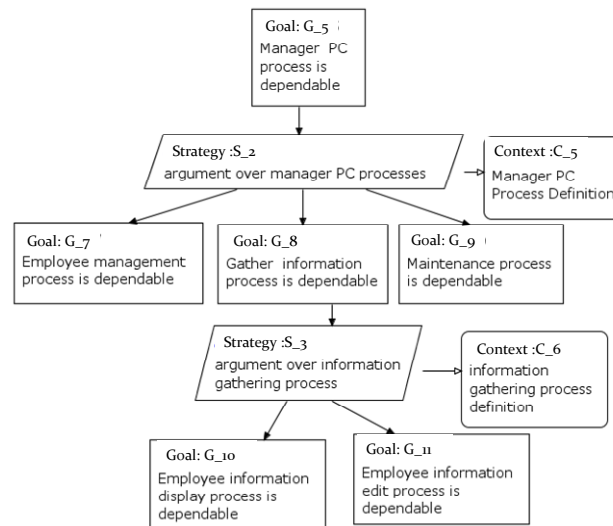 Goal: G_5
Manager PC
process is
dependable
Strategy :S_2
argument over manager PC processes
Context :C_5
Manager PC
Process Definition
Goal: G_7
Employee management
process is dependable
Goal: G_8
Gather information
process is dependable
Goal: G_9
Maintenance process
is dependable
Strategy :S_3
argument over information
gathering process
Context :C_6
information
gathering process
definition
Goal: G_10
Employee information
display process is
dependable
Goal: G_11
Employee information
edit process is
dependable